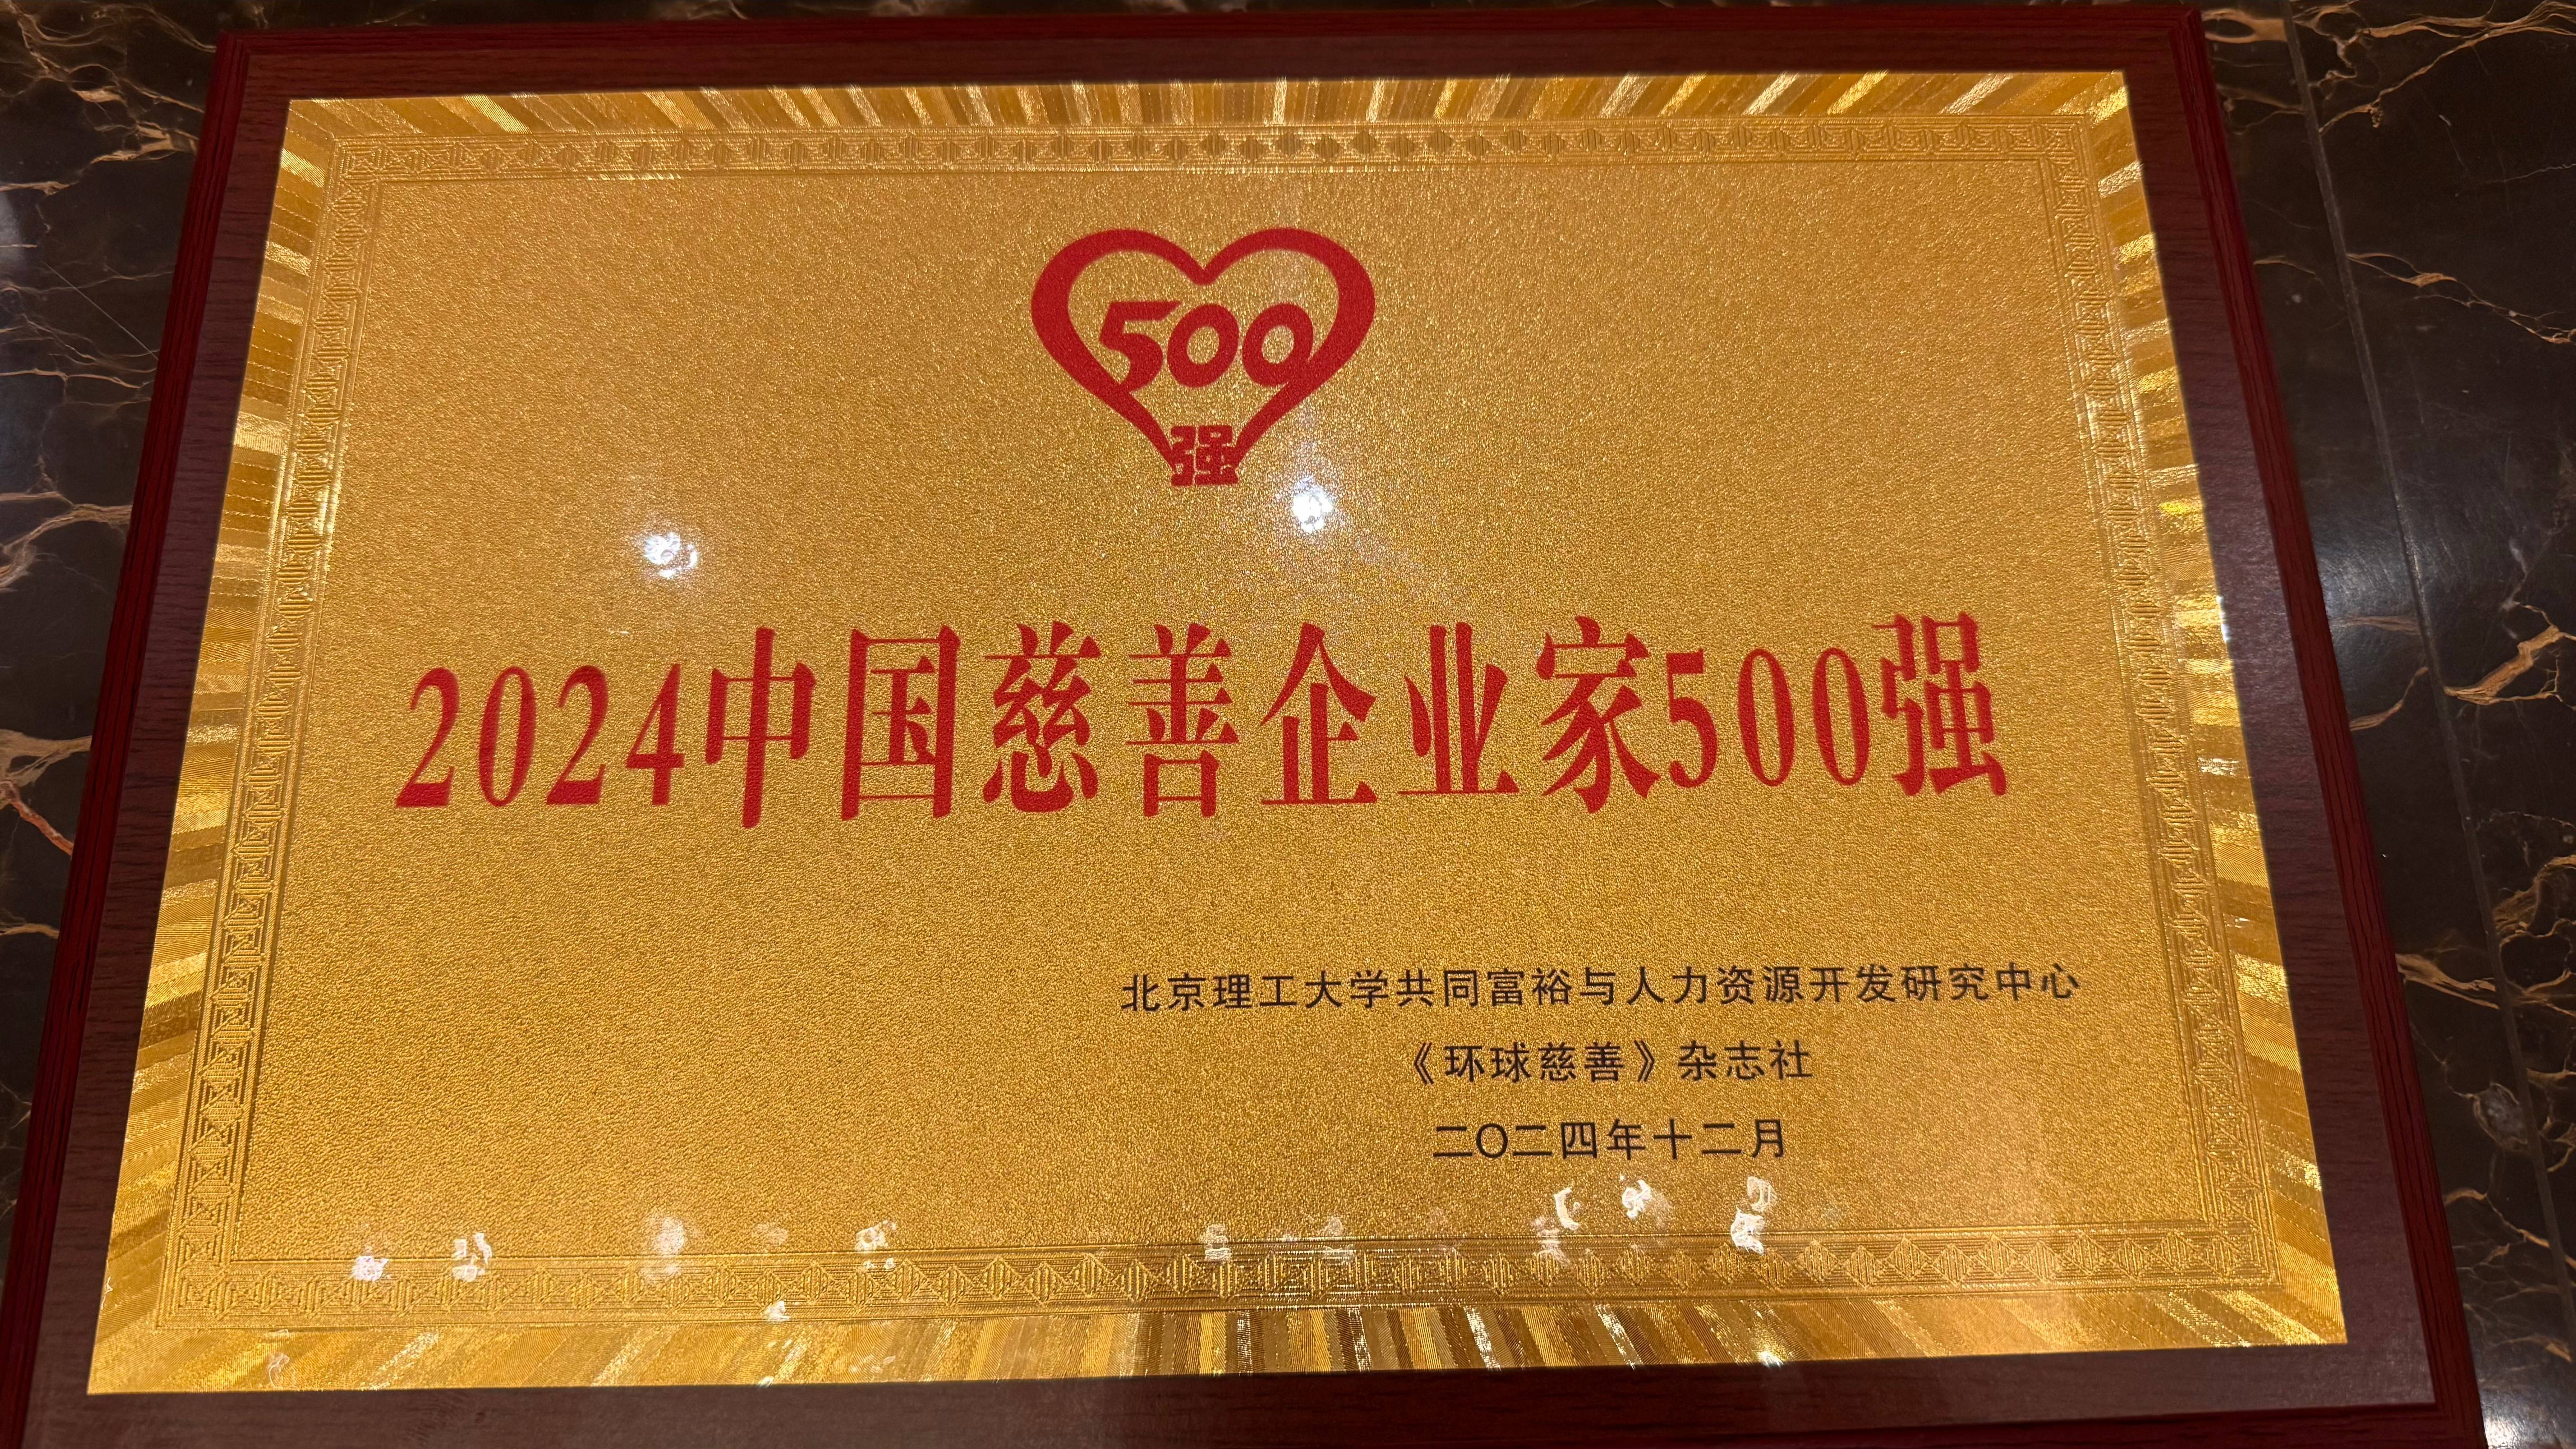 500
强
2024中国慈善企业家500强
北京理工大学共同富裕与人力资源开发研究中心
《环球慈善》杂志社
二〇二四年十二月